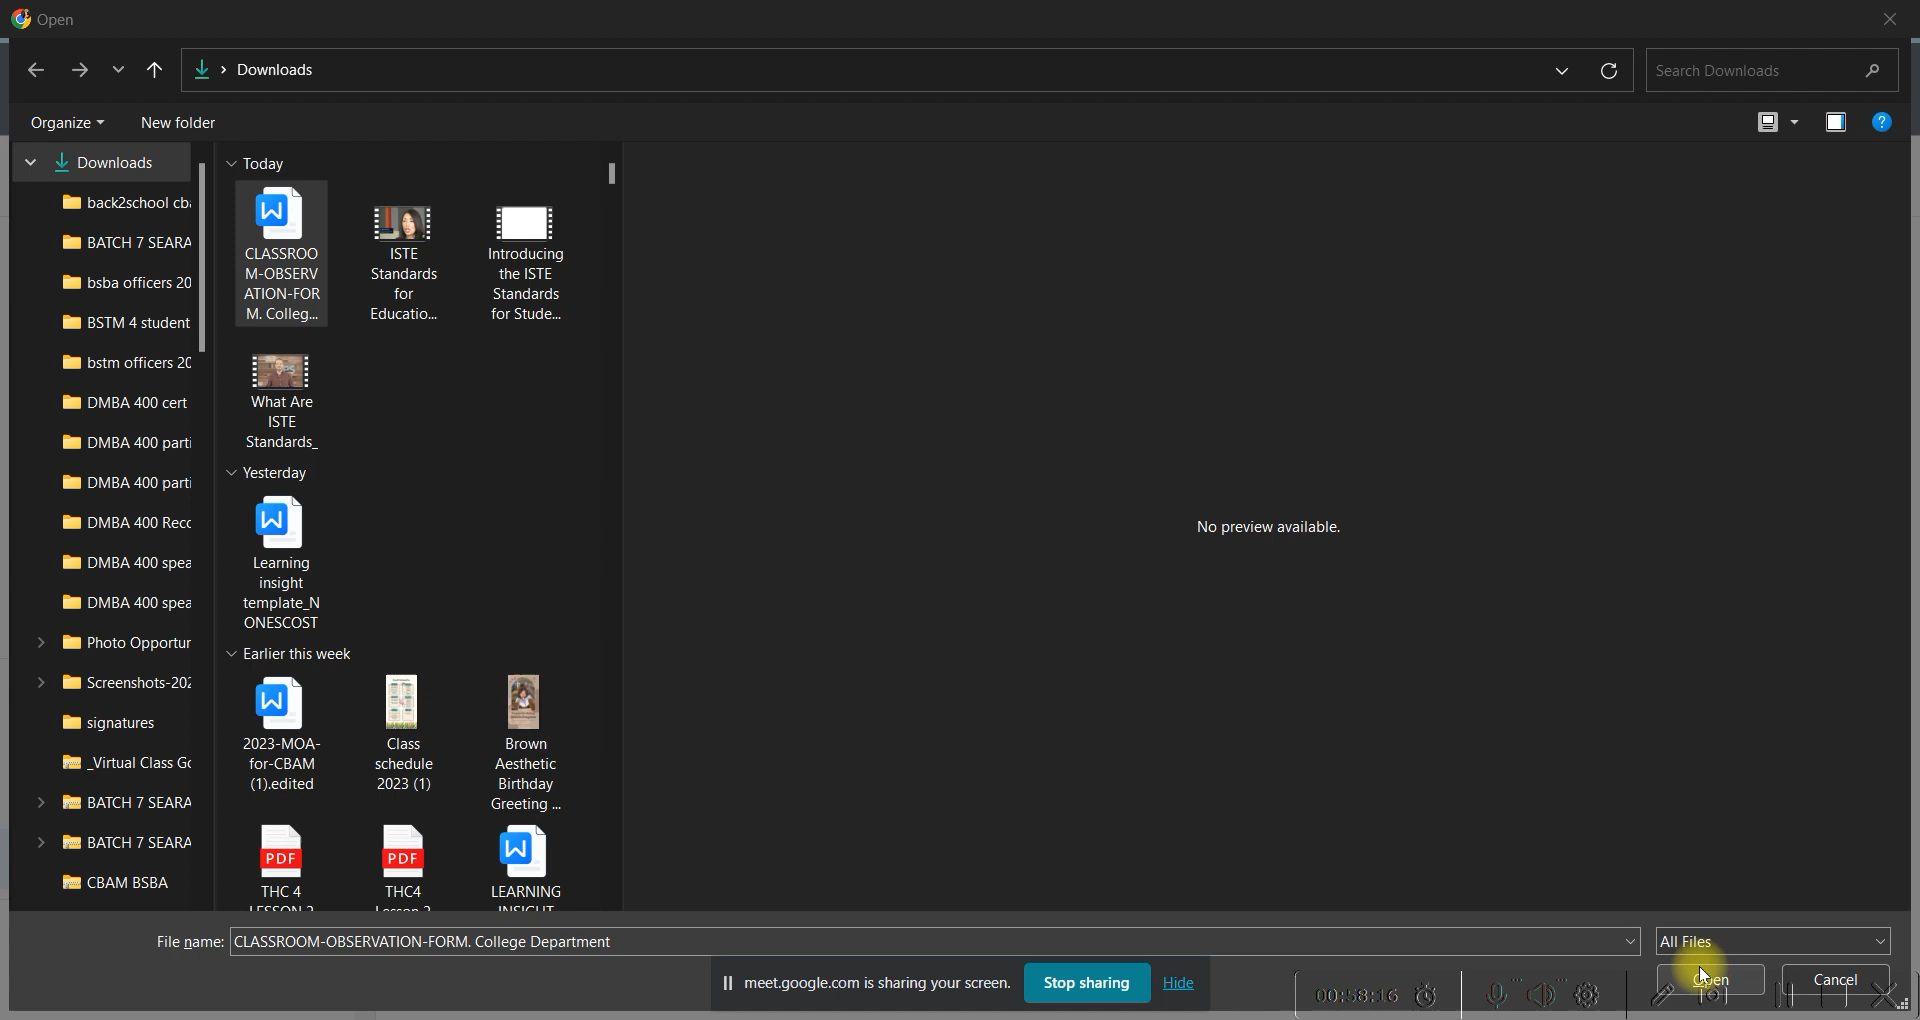 Open
Downloads
Search Downloads
Organize
New folder
Downloads
back2school cb
BATCH 7 SEARA
bsba officers 20
BSTM 4 student
bstm officers 20
DMBA 400 cert
DMBA 400 parti
DMBA 400 parti
DMBA 400 Reco
DMBA 400 spea
DMBA 400 spea
Photo Opportur
Screenshots-202
signatures
_Virtual Class Go
BATCH 7 SEARA
BATCH 7 SEARA
CBAM BSBA
Today
CLASSROO
M-OBSERV
ATION-FOR
M. Colleg...
ISTE
Standards
for
Educatio...
Introducing
the ISTE
Standards
for Stude...
What Are
ISTE
Standards_
Yesterday
Learning
insight
template_N
ONESCOST
Earlier this week
2023-MOA-
for-CBAM
(1).edited
Class
schedule
2023 (1)
Brown
Aesthetic
Birthday
Greeting ...
PDF
THC 4
LESSON 2
PDF
THC4
Lesson 2
LEARNING
INSIGHT
No preview available.
File name:
CLASSROOM-OBSERVATION-FORM. College Department
All Files
Open
Cancel
meet.google.com is sharing your screen.
Stop sharing
Hide
00:58:16